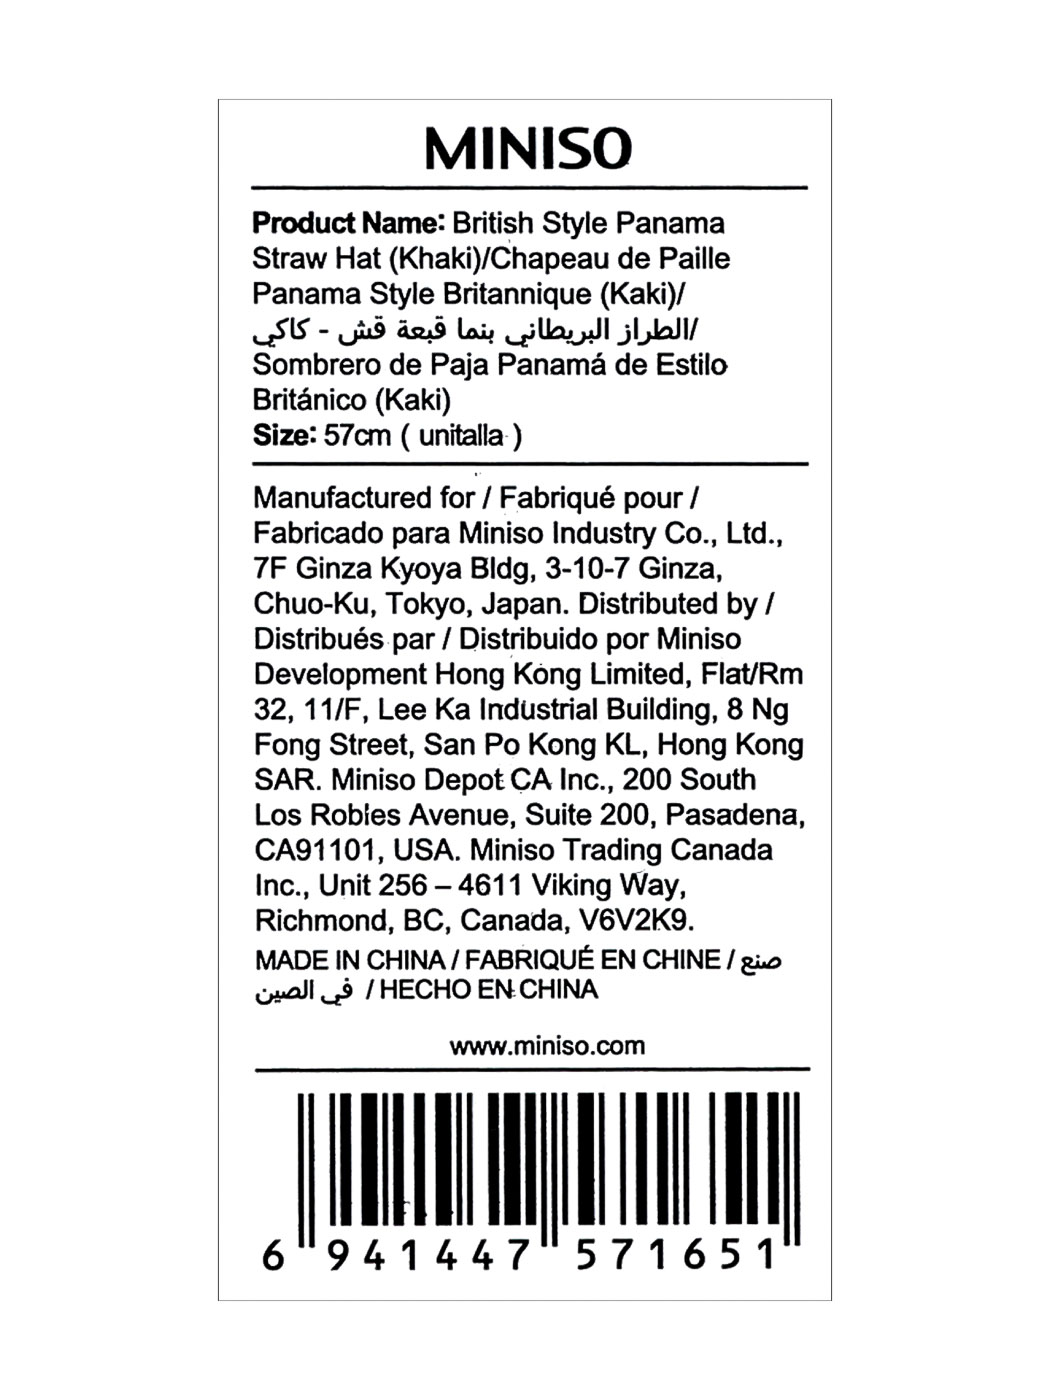 MINISO
Product Name: British Style Panama
Straw Hat (Khaki)/Chapeau de Paille
Panama Style Britannique (Kaki)/
الطراز البريطاني بنما قبعة قش - كاكي/
Sombrero de Paja Panamá de Estilo
Británico (Kaki)
Size: 57cm ( unitalla )
Manufactured for / Fabriqué pour /
Fabricado para Miniso Industry Co., Ltd.,
7F Ginza Kyoya Bldg, 3-10-7 Ginza,
Chuo-Ku, Tokyo, Japan. Distributed by /
Distribués par / Distribuido por Miniso
Development Hong Kong Limited, Flat/Rm
32, 11/F, Lee Ka Industrial Building, 8 Ng
Fong Street, San Po Kong KL, Hong Kong
SAR. Miniso Depot CA Inc., 200 South
Los Robles Avenue, Suite 200, Pasadena,
CA91101, USA. Miniso Trading Canada
Inc., Unit 256 – 4611 Viking Way,
Richmond, BC, Canada, V6V2K9.
MADE IN CHINA / FABRIQUÉ EN CHINE / صنع
في الصين / HECHO EN CHINA
www.miniso.com
6 941447 571651